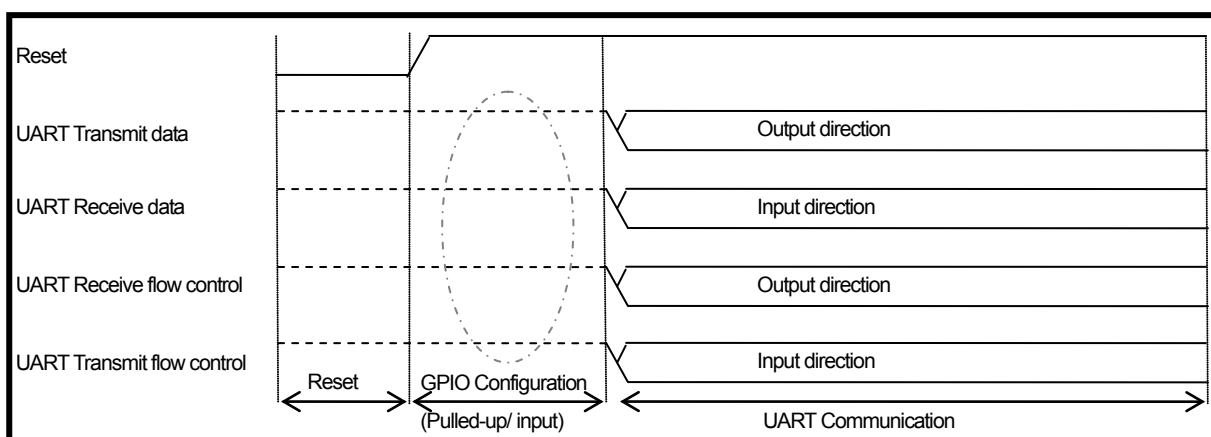 Reset
UART Transmit data
Output direction
UART Receive data
Input direction
UART Receive flow control
Output direction
UART Transmit flow control
Input direction
Reset
GPIO Configuration
(Pulled-up/ input)
UART Communication